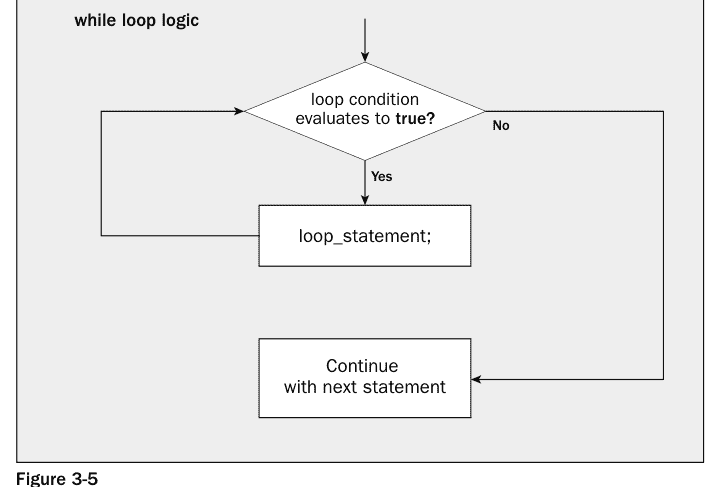 while loop logic
loop condition
evaluates to true?
No
Yes
loop_statement;
Continue
with next statement
Figure 3-5